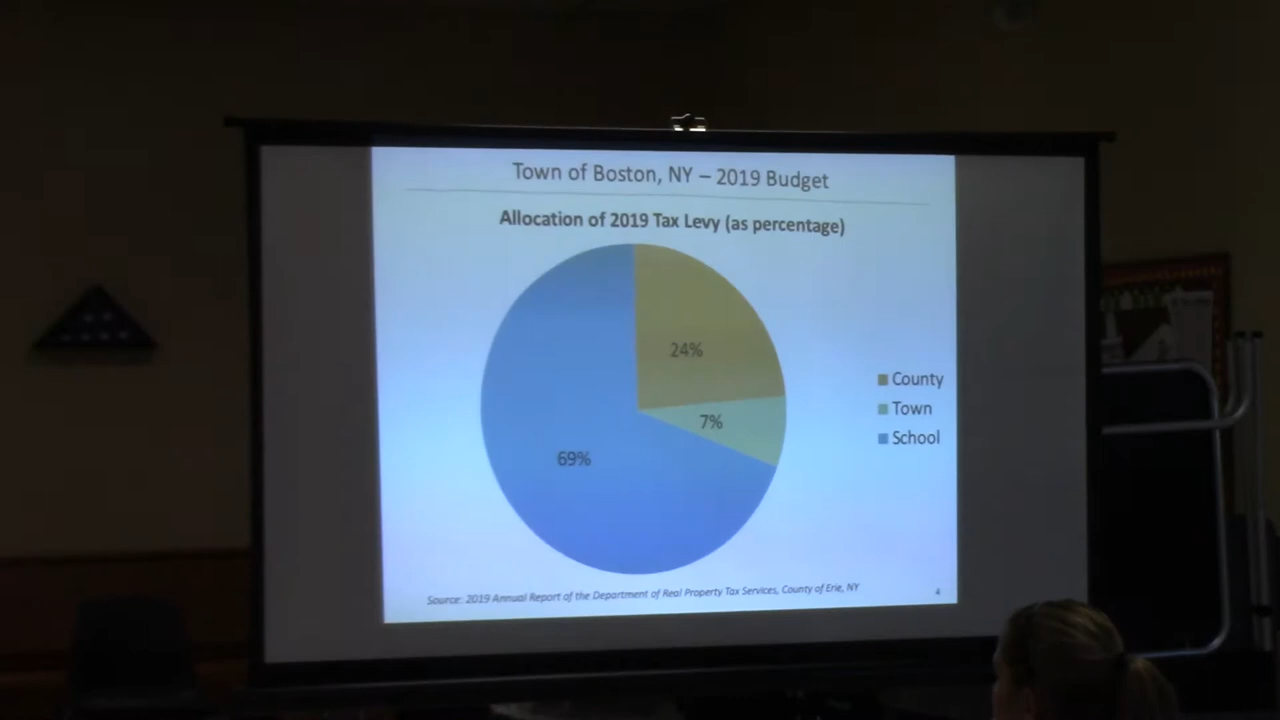 Town of Boston, NY – 2019 Budget
Allocation of 2019 Tax Levy (as percentage)
24%
7%
69%
County
Town
School
Source: 2019 Annual Report of the Department of Real Property Tax Services, County of Erie, NY
4